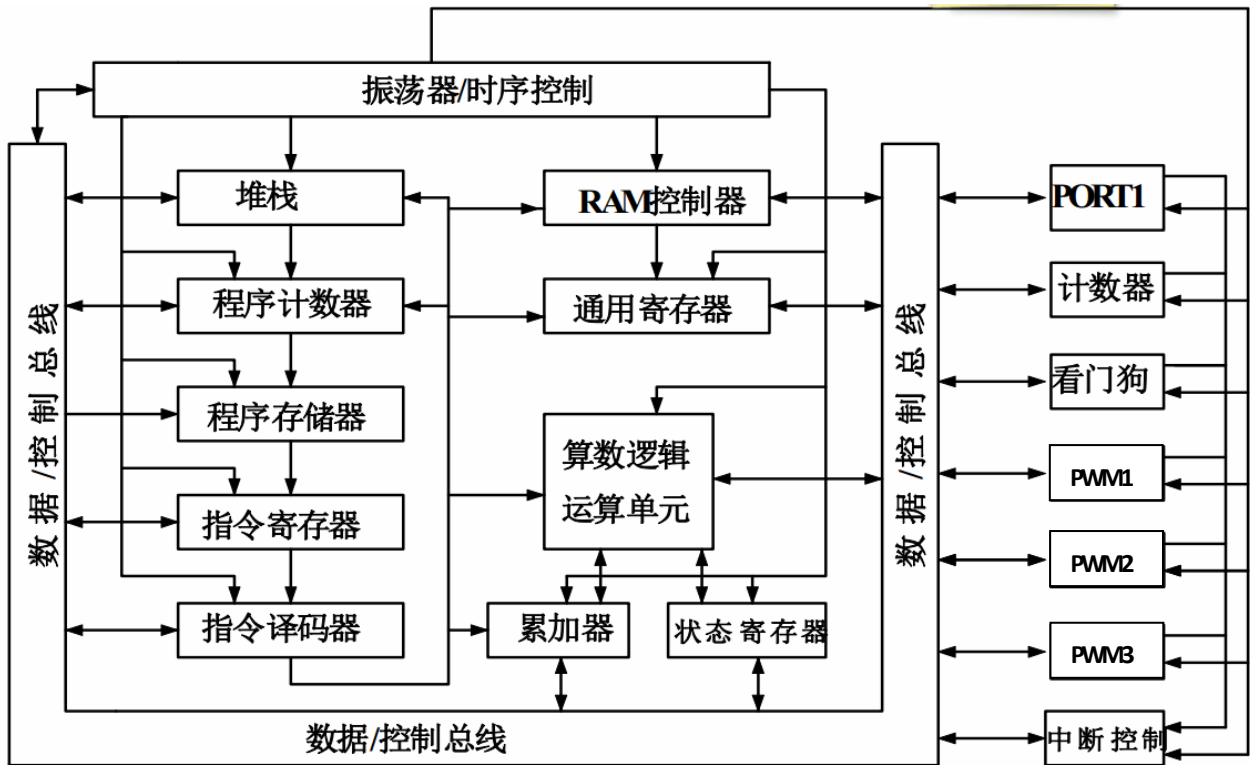 振荡器/时序控制
堆栈
RAM控制器
PORT1
程序计数器
通用寄存器
计数器
数据/控制总线
数据/控制总线
看门狗
程序存储器
算数逻辑
运算单元
PWM1
指令寄存器
PWM2
指令译码器
累加器
状态寄存器
PWM3
数据/控制总线
中断控制